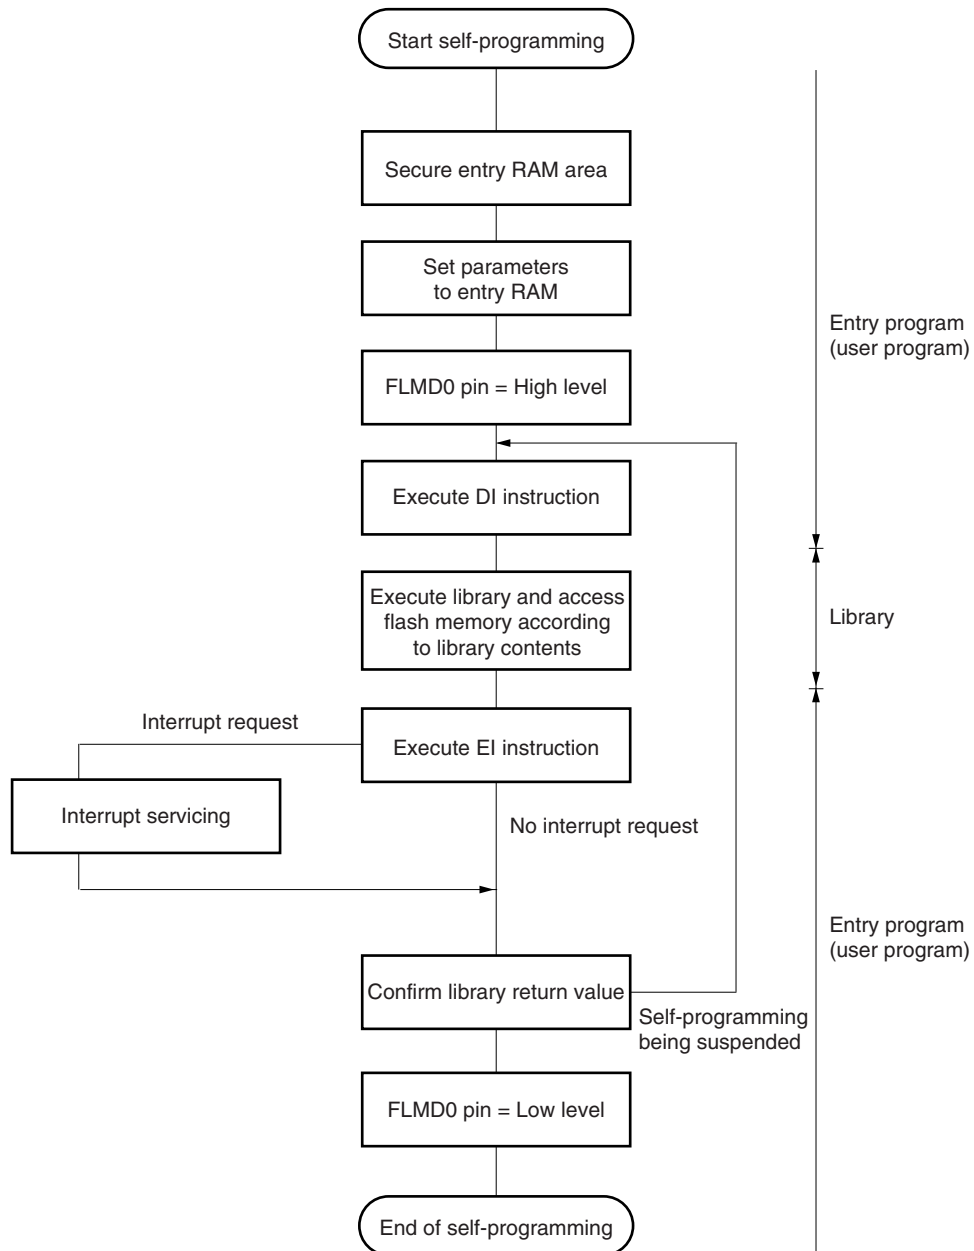 Start self-programming
Secure entry RAM area
Set parameters
to entry RAM
Entry program
(user program)
FLMD0 pin = High level
Execute DI instruction
Execute library and access
flash memory according
to library contents
Library
Interrupt request
Execute EI instruction
Interrupt servicing
No interrupt request
Entry program
(user program)
Confirm library return value
Self-programming
being suspended
FLMD0 pin = Low level
End of self-programming